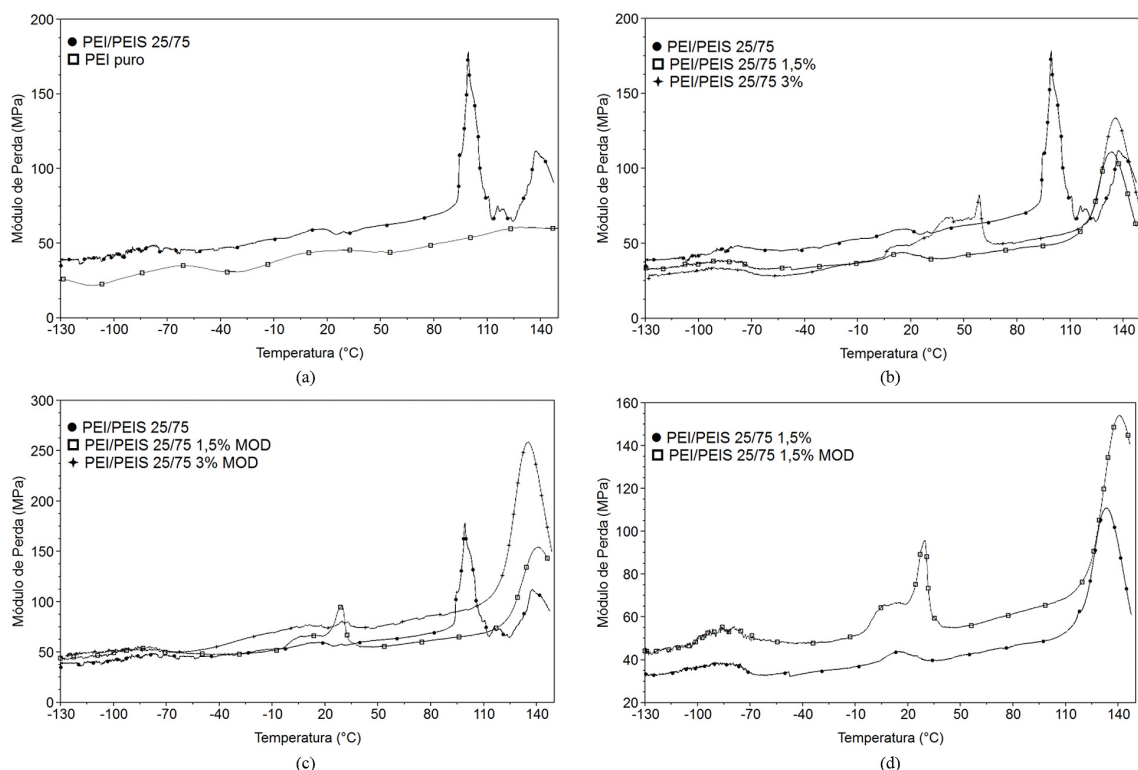 200
150
100
50
0
Módulo de Perda (MPa)
PEI/PEIS 25/75
PEI puro
-130 -100 -70 -40 -10 20 50 80 110 140
Temperatura (°C)
(a)
200
150
100
50
0
Módulo de Perda (MPa)
PEI/PEIS 25/75
PEI/PEIS 25/75 1,5%
PEI/PEIS 25/75 3%
-130 -100 -70 -40 -10 20 50 80 110 140
Temperatura (°C)
(b)
300
250
200
150
100
50
0
Módulo de Perda (MPa)
PEI/PEIS 25/75
PEI/PEIS 25/75 1,5% MOD
PEI/PEIS 25/75 3% MOD
-130 -100 -70 -40 -10 20 50 80 110 140
Temperatura (°C)
(c)
160
140
120
100
80
60
40
20
Módulo de Perda (MPa)
PEI/PEIS 25/75 1,5%
PEI/PEIS 25/75 1,5% MOD
-130 -100 -70 -40 -10 20 50 80 110 140
Temperatura (°C)
(d)